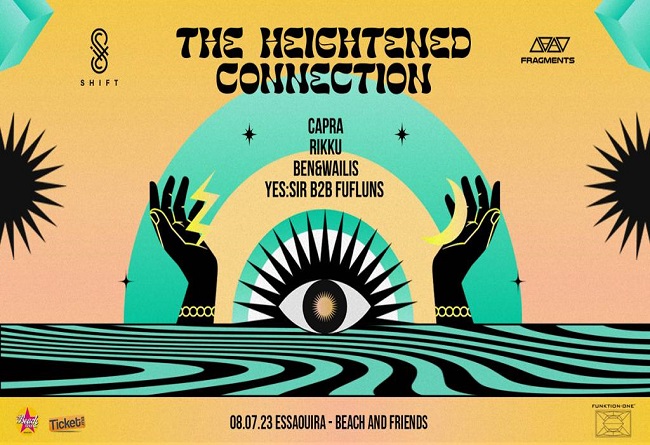 THE HEIGHTENED
CONNECTION
SHIFT
FRAGMENTS
CAPRA
RIKKU
BEN&WAILIS
YES:SIR B2B FUFLUNS
Beach
Ticket
08.07.23 ESSAOUIRA - BEACH AND FRIENDS
FUNKTION-ONE